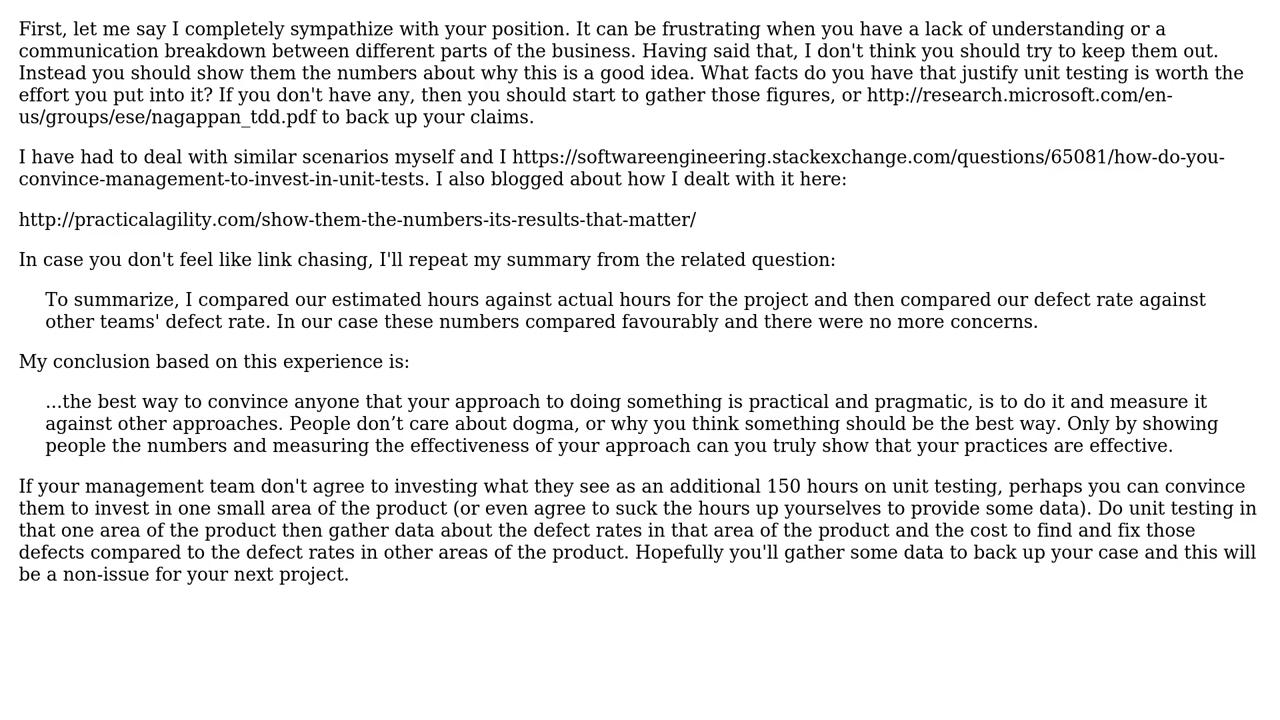 First, let me say I completely sympathize with your position. It can be frustrating when you have a lack of understanding or a
communication breakdown between different parts of the business. Having said that, I don't think you should try to keep them out.
Instead you should show them the numbers about why this is a good idea. What facts do you have that justify unit testing is worth the
effort you put into it? If you don't have any, then you should start to gather those figures, or http://research.microsoft.com/en-
us/groups/ese/nagappan_tdd.pdf to back up your claims.
I have had to deal with similar scenarios myself and I https://softwareengineering.stackexchange.com/questions/65081/how-do-you-
convince-management-to-invest-in-unit-tests. I also blogged about how I dealt with it here:
http://practicalagility.com/show-them-the-numbers-its-results-that-matter/
In case you don't feel like link chasing, I'll repeat my summary from the related question:
To summarize, I compared our estimated hours against actual hours for the project and then compared our defect rate against
other teams' defect rate. In our case these numbers compared favourably and there were no more concerns.
My conclusion based on this experience is:
...the best way to convince anyone that your approach to doing something is practical and pragmatic, is to do it and measure it
against other approaches. People don’t care about dogma, or why you think something should be the best way. Only by showing
people the numbers and measuring the effectiveness of your approach can you truly show that your practices are effective.
If your management team don't agree to investing what they see as an additional 150 hours on unit testing, perhaps you can convince
them to invest in one small area of the product (or even agree to suck the hours up yourselves to provide some data). Do unit testing in
that one area of the product then gather data about the defect rates in that area of the product and the cost to find and fix those
defects compared to the defect rates in other areas of the product. Hopefully you'll gather some data to back up your case and this will
be a non-issue for your next project.